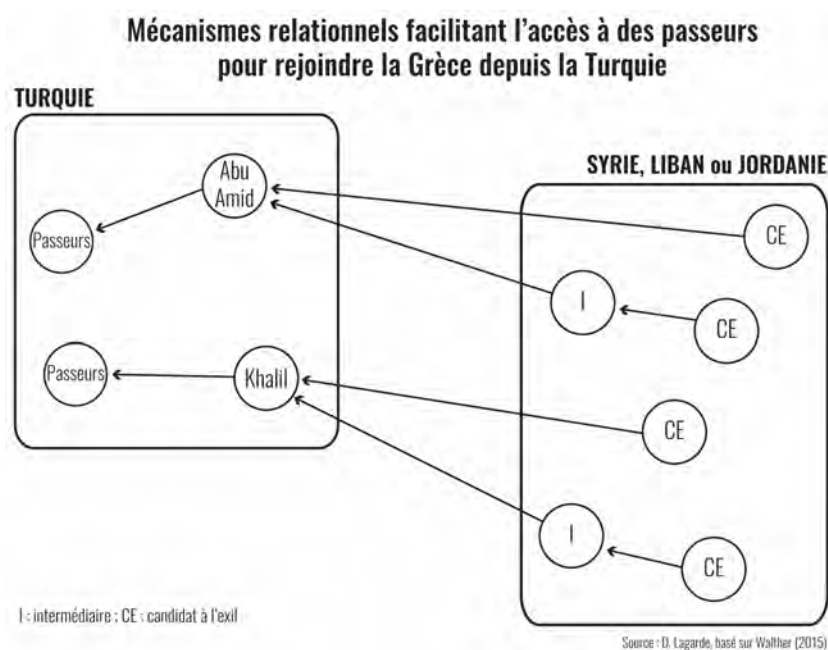 Mécanismes relationnels facilitant l'accès à des passeurs
pour rejoindre la Grèce depuis la Turquie
TURQUIE
SYRIE, LIBAN ou JORDANIE
Abu
Amid
Passeurs
CE
I
CE
Passeurs
Khalil
CE
I
CE
I : intermédiaire ; CE : candidat à l'exil
Source : D. Lagarde, basé sur Walther (2015)